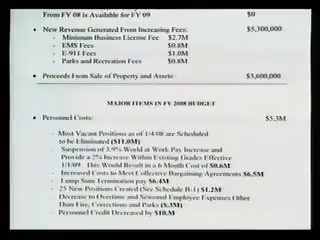 From FY 08 is Available for FY 09 $0
• New Revenue Generated From Increasing Fees: $5,300,000
- Minimum Business License Fee $2.7M
- EMS Fees $0.8M
- E-911 Fees $1.0M
- Parks and Recreation Fees $0.8M
• Proceeds From Sale of Property and Assets $3,600,000
MAJOR ITEMS IN FY 2008 BUDGET
• Personnel Costs: $5.3M
- Most Vacant Positions as of 1/4/08 are Scheduled
to be Eliminated ($11.0M)
- Suspension of 3.9% World at Work Pay Increase and
Provide a 2% Increase Within Existing Grades Effective
1/1/09. This Would Result in a 6 Month Cost of $0.6M
- Increased Costs to Meet Collective Bargaining Agreements $6.5M
- Lump Sum Termination pay $6.4M
- 25 New Positions Created (See Schedule B-1) $1.2M
- Decrease to Overtime and Seasonal Employee Expenses Other
Than Fire, Corrections and Parks ($.3M)
- Personnel Credit Decreased by $10.M